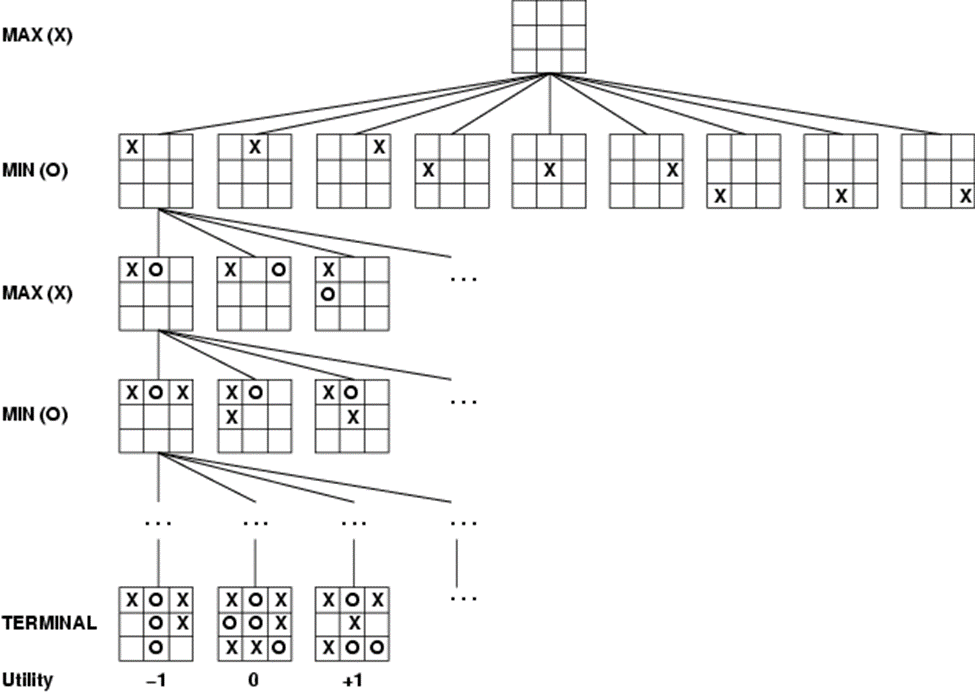 MAX (X)
MIN (O)
X X X
X X X
X X X
MAX (X)
X O X O X
O
...
MIN (O)
X O X X O X O
X X
...
... ... ... ...
TERMINAL
X O X X O X X O X
O X O O X X
O X X O X O O
...
Utility
−1 0 +1